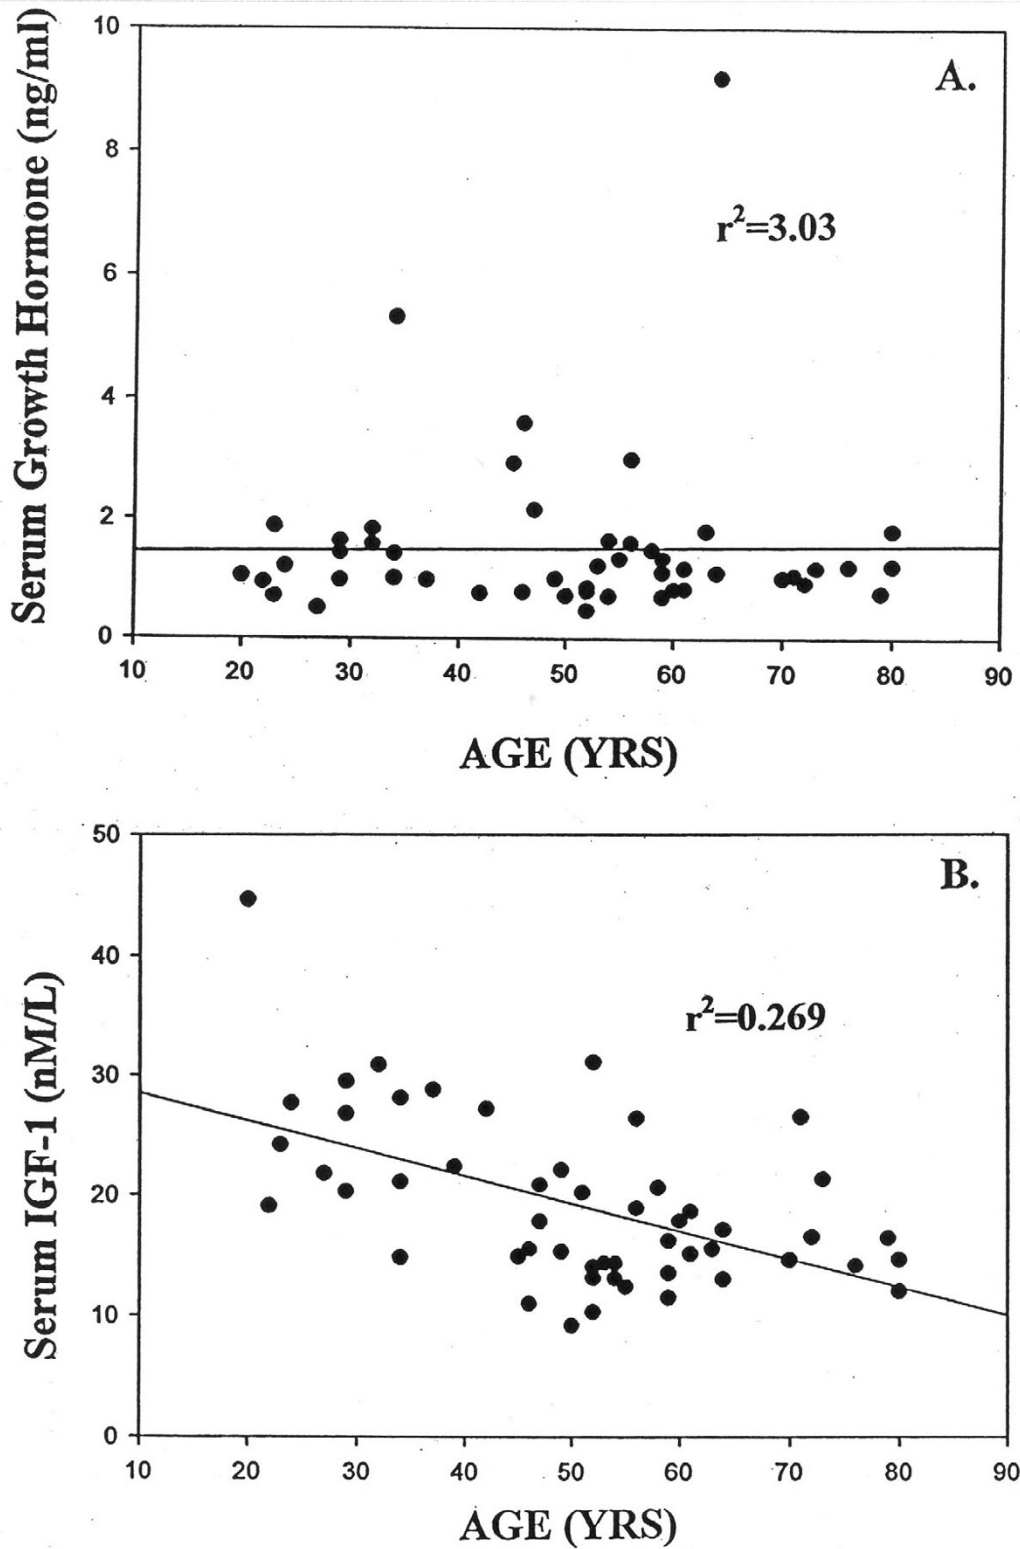 Serum Growth Hormone (ng/ml)
10
8
6
4
2
0
A.
r²=3.03
10 20 30 40 50 60 70 80 90
AGE (YRS)
Serum IGF-1 (nM/L)
50
40
30
20
10
0
B.
r²=0.269
10 20 30 40 50 60 70 80 90
AGE (YRS)